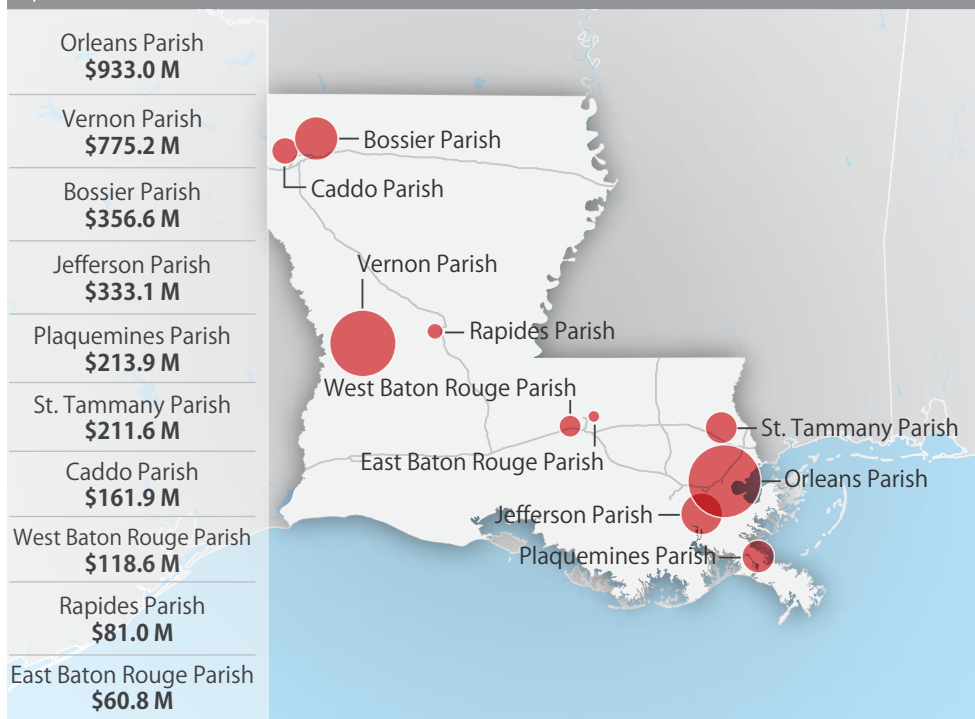 Orleans Parish
$933.0 M
Vernon Parish
$775.2 M
Bossier Parish
$356.6 M
Jefferson Parish
$333.1 M
Plaquemines Parish
$213.9 M
St. Tammany Parish
$211.6 M
Caddo Parish
$161.9 M
West Baton Rouge Parish
$118.6 M
Rapides Parish
$81.0 M
East Baton Rouge Parish
$60.8 M
Bossier Parish
Caddo Parish
Vernon Parish
Rapides Parish
West Baton Rouge Parish
East Baton Rouge Parish
St. Tammany Parish
Orleans Parish
Jefferson Parish
Plaquemines Parish